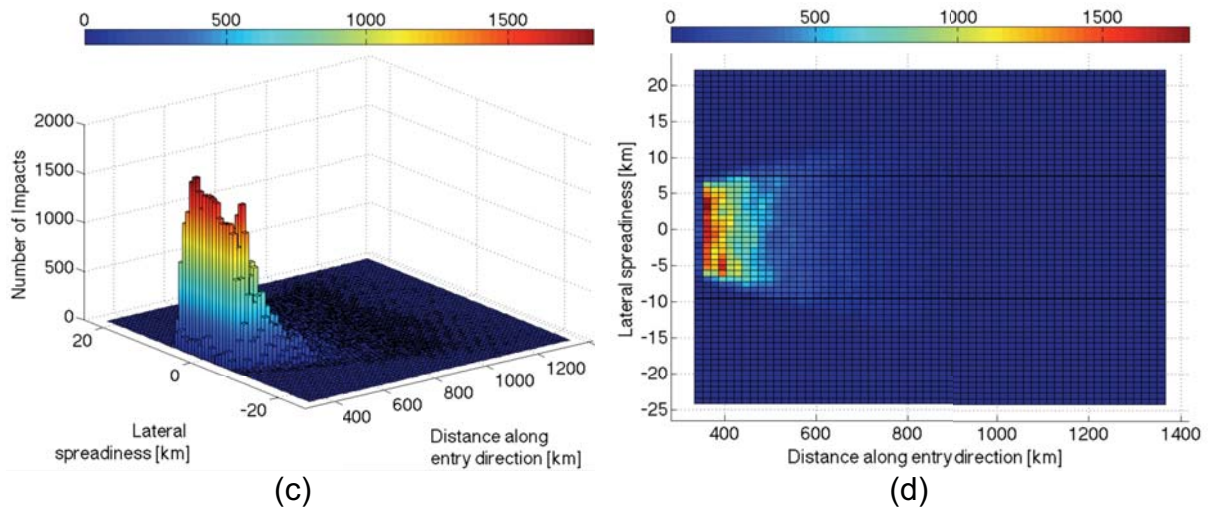 0 500 1000 1500
2000
1500
1000
500
0
Number of Impacts
20
0
-20
Lateral
spreadiness [km]
400 600 800 1000 1200
Distance along
entry direction [km]
(c)
0 500 1000 1500
20
15
10
5
0
-5
-10
-15
-20
-25
Lateral spreadiness [km]
400 600 800 1000 1200 1400
Distance along entry direction [km]
(d)